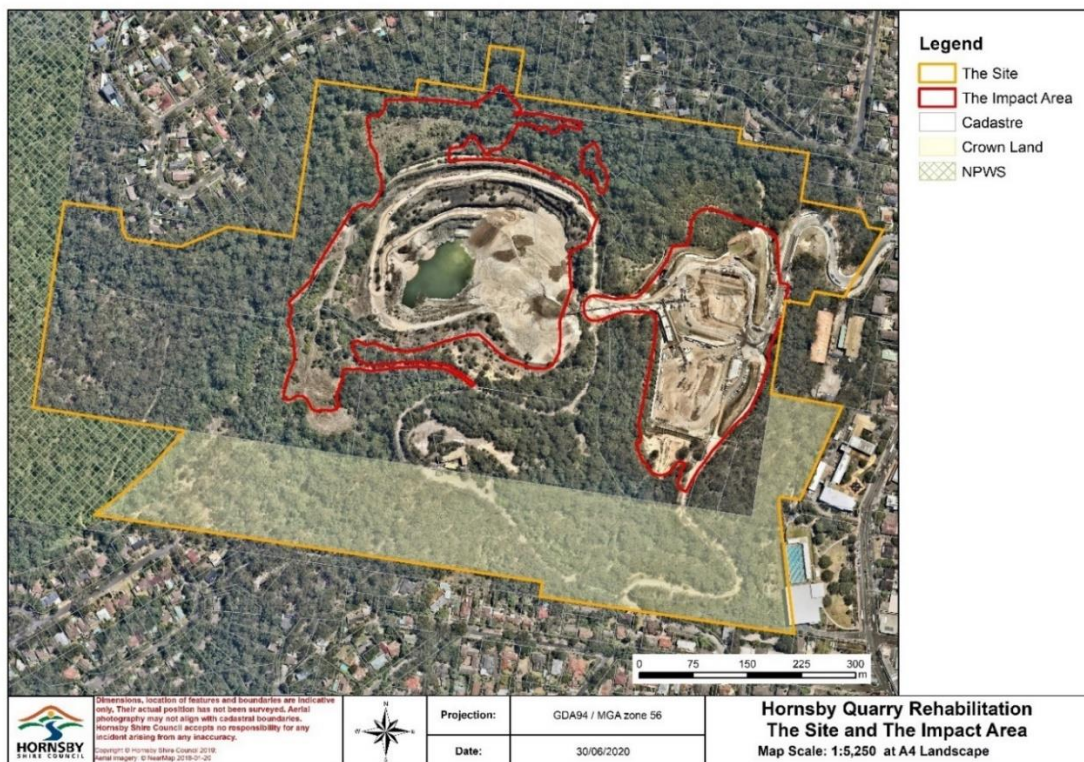 Legend
The Site
The Impact Area
Cadastre
Crown Land
NPWS
0 75 150 225 300
m
HORNSBY
SHIRE COUNCIL
Dimensions, location of features and boundaries are indicative
only. Their actual position has not been surveyed. Aerial
photography may not align with cadastral boundaries.
Hornsby Shire Council accepts no responsibility for any
incident arising from any inaccuracy.
Copyright © Hornsby Shire Council 2018;
Aerial imagery: © NearMap 2018-01-20
N
Projection:
GDA94 / MGA zone 56
Date:
30/06/2020
Hornsby Quarry Rehabilitation
The Site and The Impact Area
Map Scale: 1:5,250 at A4 Landscape